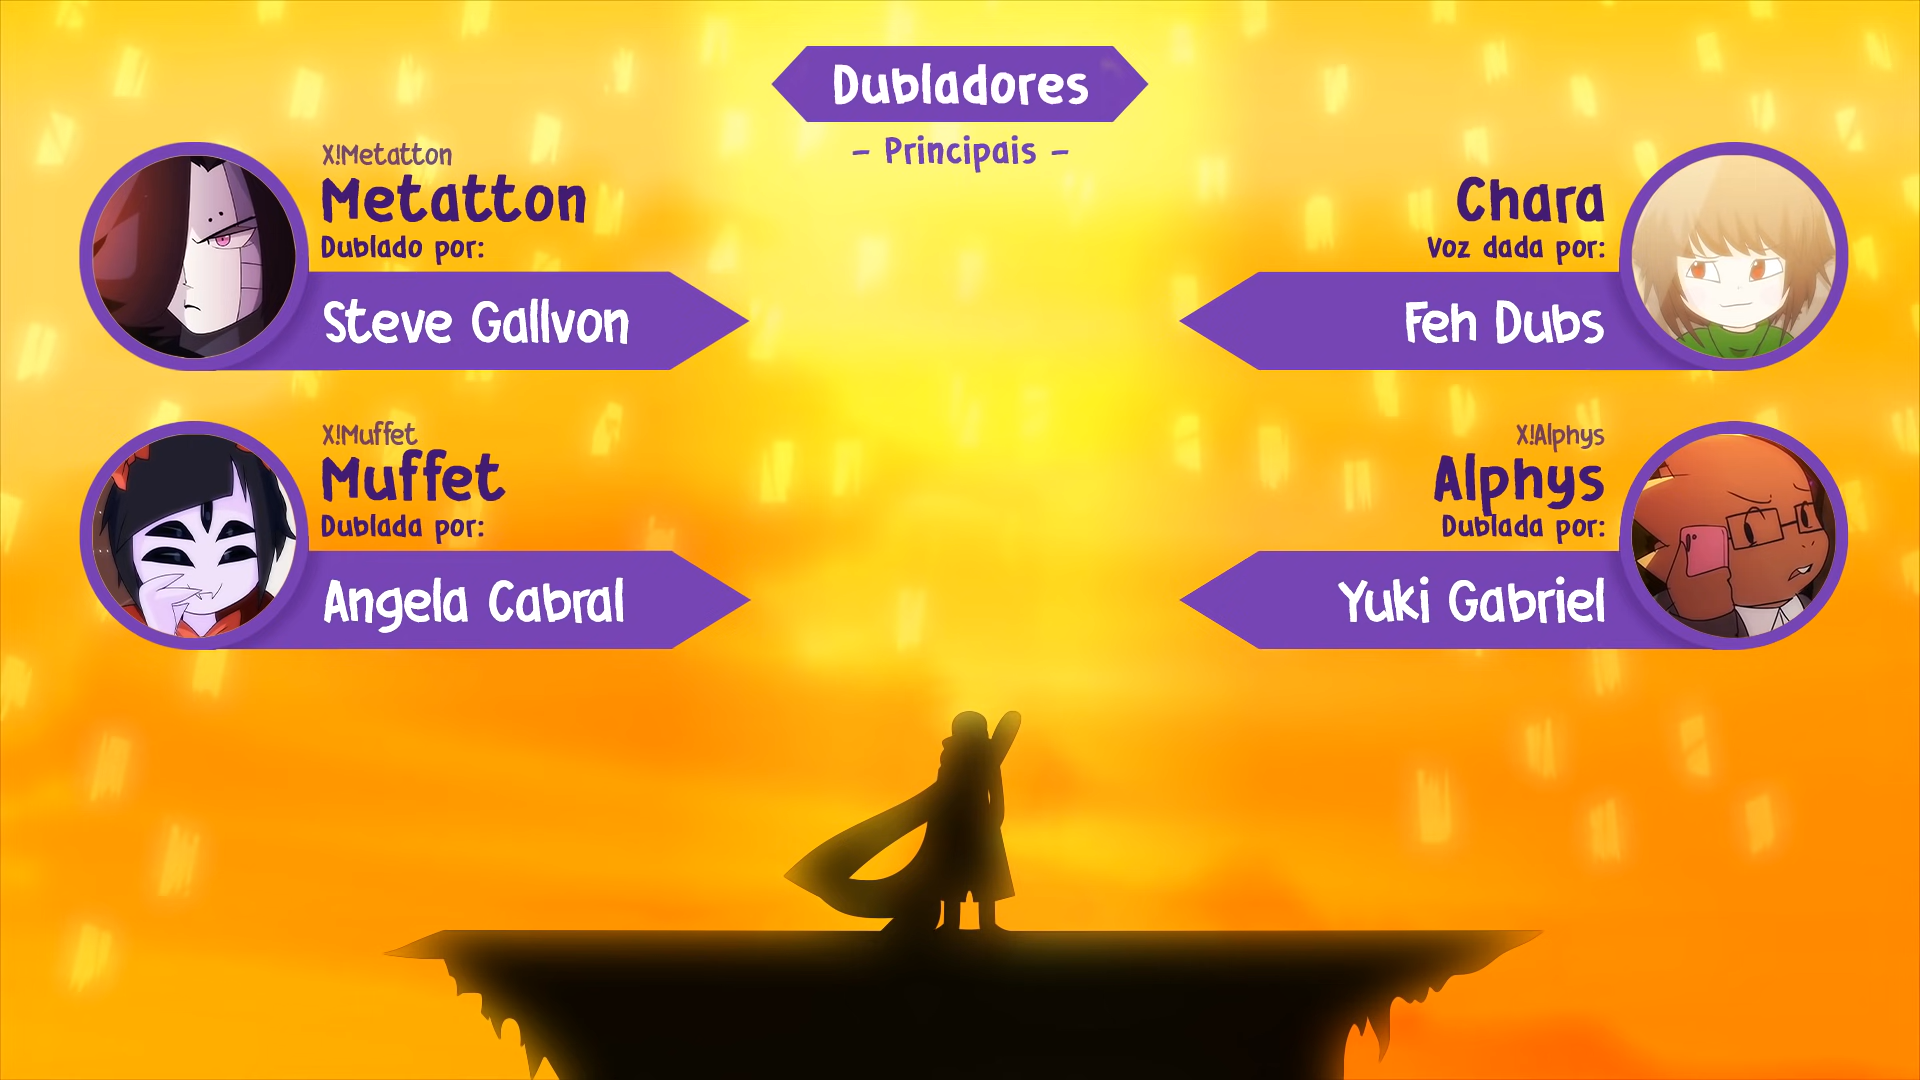 Dubladores
- Principais -
X!Metatton
Metatton
Dublado por:
Steve Gallvon
Chara
Voz dada por:
Feh Dubs
X!Muffet
Muffet
Dublada por:
Angela Cabral
X!Alphys
Alphys
Dublada por:
Yuki Gabriel